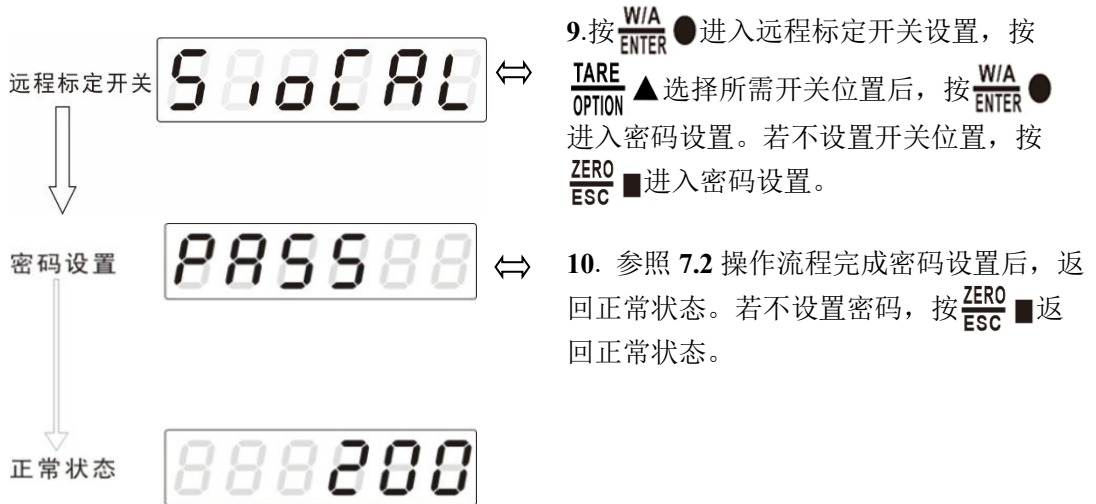 远程标定开关
SioCAL
⇔
9.按W/A ENTER ●进入远程标定开关设置，按
TARE OPTION ▲选择所需开关位置后，按W/A ENTER ●
进入密码设置。若不设置开关位置，按
ZERO ESC ■进入密码设置。
密码设置
PASS
⇔
10. 参照 7.2 操作流程完成密码设置后，返
回正常状态。若不设置密码，按ZERO ESC ■返
回正常状态。
正常状态
200